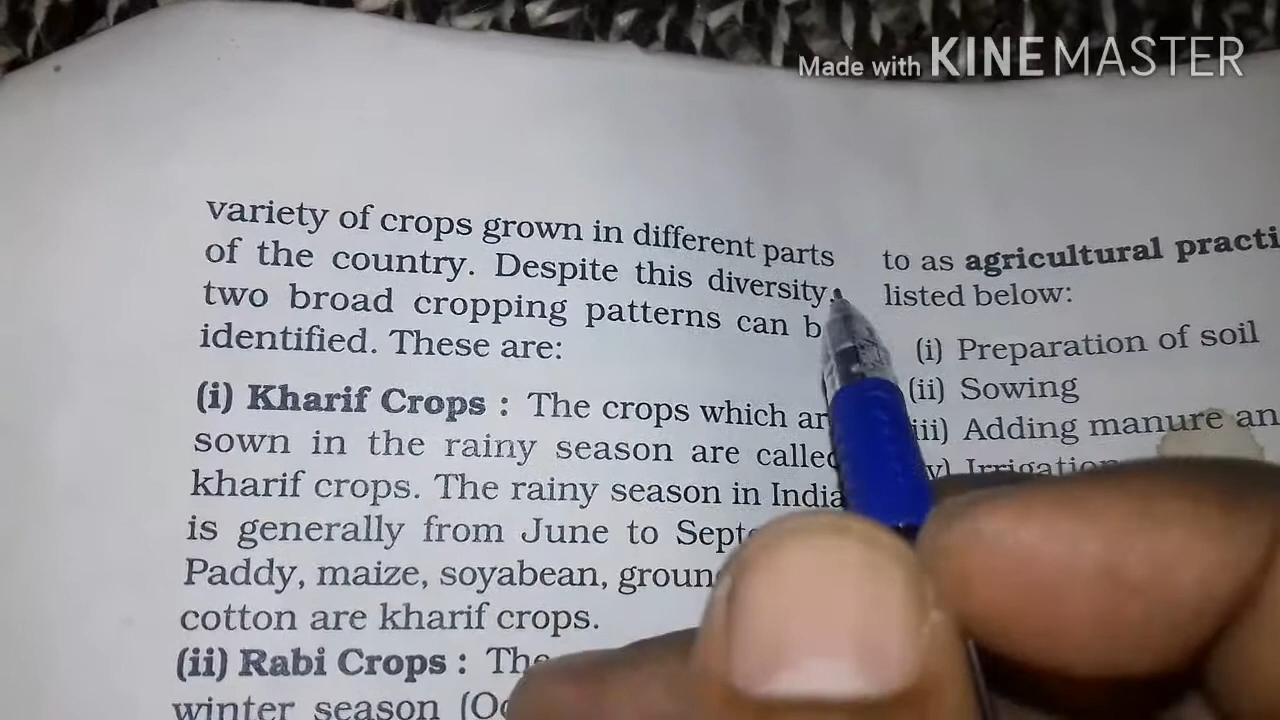 Made with KINEMASTER
variety of crops grown in different parts
of the country. Despite this diversity,
two broad cropping patterns can b
identified. These are:
(i) Kharif Crops : The crops which ar
sown in the rainy season are called
kharif crops. The rainy season in India
is generally from June to Sept
Paddy, maize, soyabean, groun
cotton are kharif crops.
(ii) Rabi Crops : The
winter season (Oc
to as agricultural practi
listed below:
(i) Preparation of soil
(ii) Sowing
iii) Adding manure an
v) Irrigation